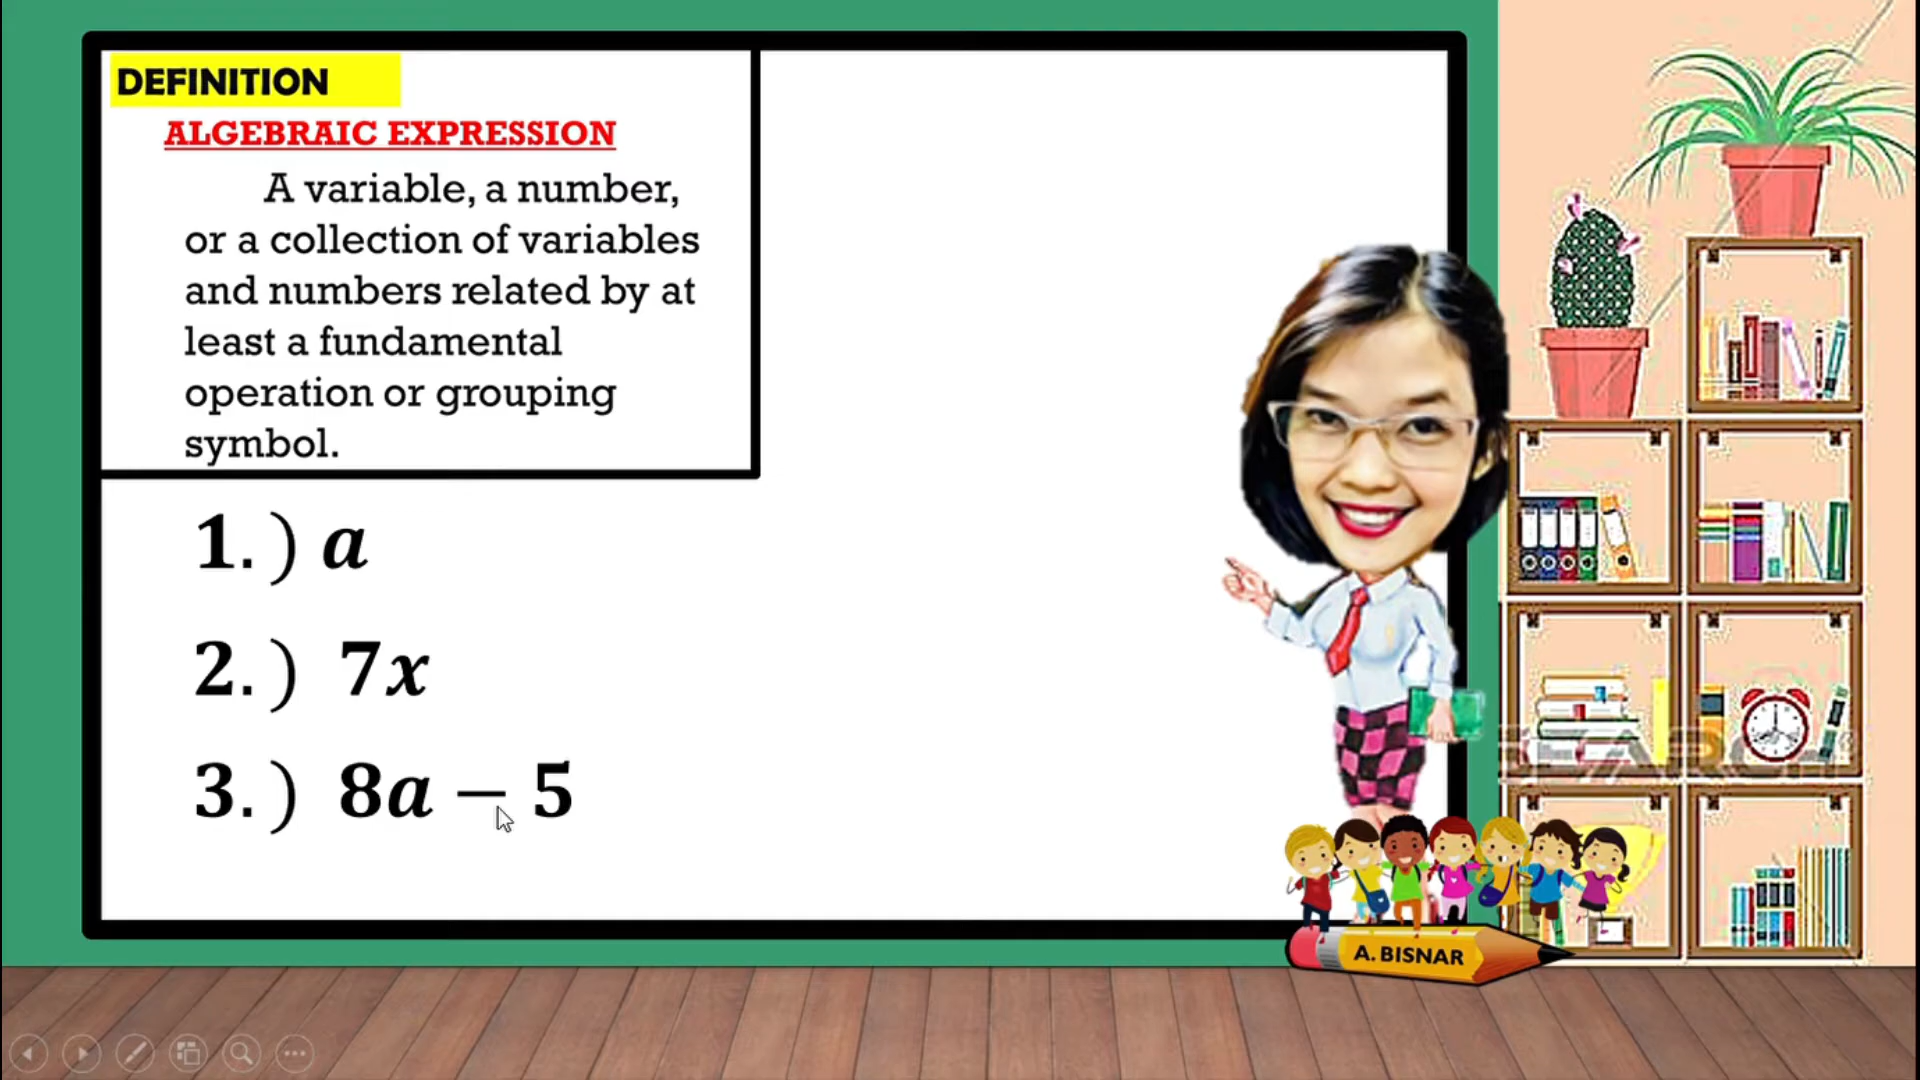 DEFINITION
ALGEBRAIC EXPRESSION
A variable, a number,
or a collection of variables
and numbers related by at
least a fundamental
operation or grouping
symbol.
1.) a
2.) 7x
3.) 8a − 5
A. BISNAR